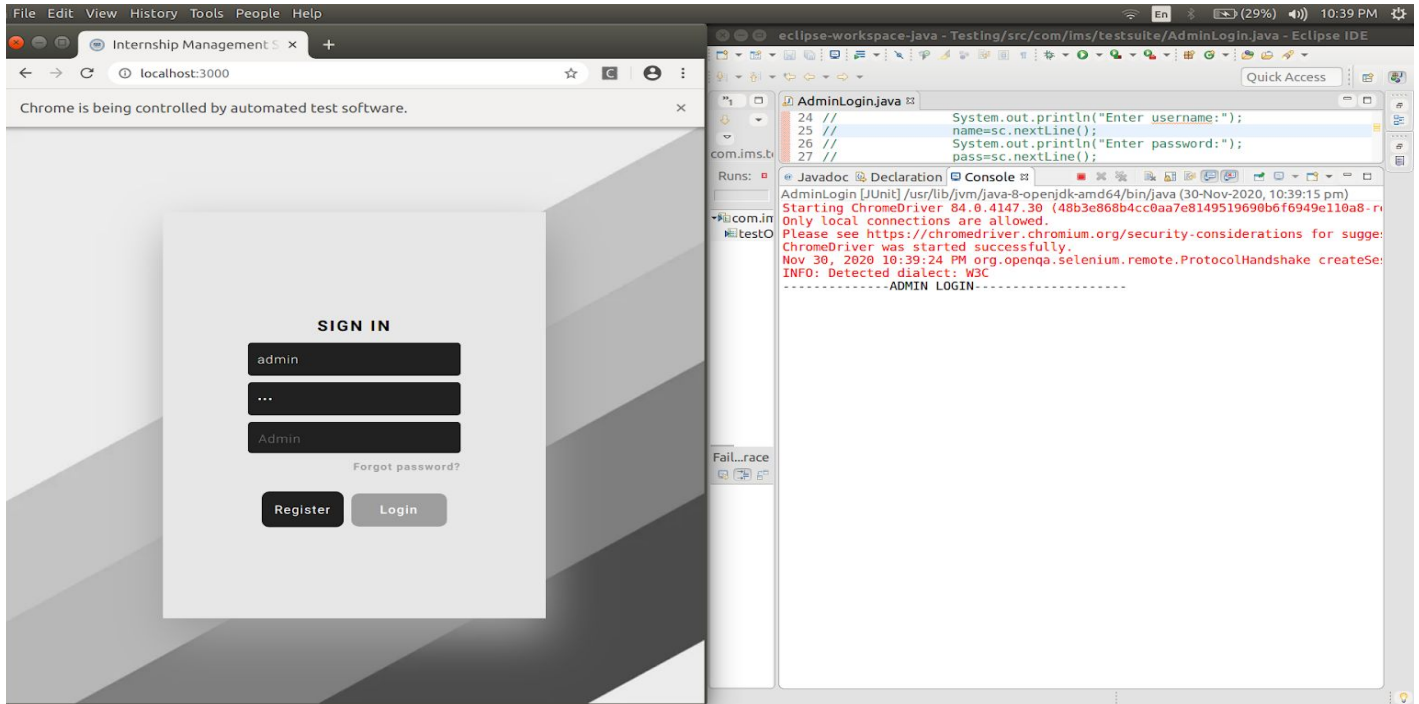 File Edit View History Tools People Help
En (29%) 10:39 PM
Internship Management S
localhost:3000
Chrome is being controlled by automated test software.
SIGN IN
admin
•••
Admin
Forgot password?
Register Login
eclipse-workspace-java - Testing/src/com/ims/testsuite/AdminLogin.java - Eclipse IDE
Quick Access
AdminLogin.java
24 // System.out.println("Enter username:");
25 // name=sc.nextLine();
26 // System.out.println("Enter password:");
27 // pass=sc.nextLine();
com.ims.t
Runs:
com.in
testO
Fail...race
Javadoc Declaration Console
AdminLogin [JUnit] /usr/lib/jvm/java-8-openjdk-amd64/bin/java (30-Nov-2020, 10:39:15 pm)
Starting ChromeDriver 84.0.4147.30 (48b3e868b4cc0aa7e8149519690b6f6949e110a8-r
Only local connections are allowed.
Please see https://chromedriver.chromium.org/security-considerations for sugges
ChromeDriver was started successfully.
Nov 30, 2020 10:39:24 PM org.openqa.selenium.remote.ProtocolHandshake createSe
INFO: Detected dialect: W3C
--------------ADMIN LOGIN--------------------